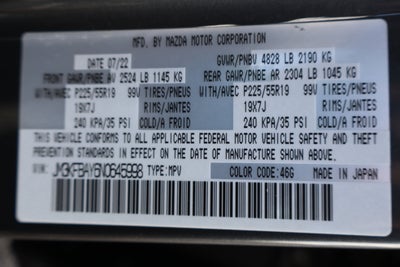 MFD. BY MAZDA MOTOR CORPORATION
DATE 07/22 GVWR/PNBV 4828 LB 2190 KG
FRONT GAWR/PNBE AV 2524 LB 1145 KG REAR GAWR/PNBE AR 2304 LB 1045 KG
WITH/AVEC P225/55R19 99V TIRES/PNEUS WITH/AVEC P225/55R19 99V TIRES/PNEUS
19X7J RIMS/JANTES 19X7J RIMS/JANTES
240 KPA/35 PSI COLD/A FROID 240 KPA/35 PSI COLD/A FROID
THIS VEHICLE CONFORMS TO ALL APPLICABLE FEDERAL MOTOR VEHICLE SAFETY AND THEFT
PREVENTION STANDARDS IN EFFECT ON THE DATE OF MANUFACTURE SHOWN ABOVE.
VIN: JM3KFBAY6N0645998 TYPE:MPV COLOR CODE:46G MADE IN JAPAN